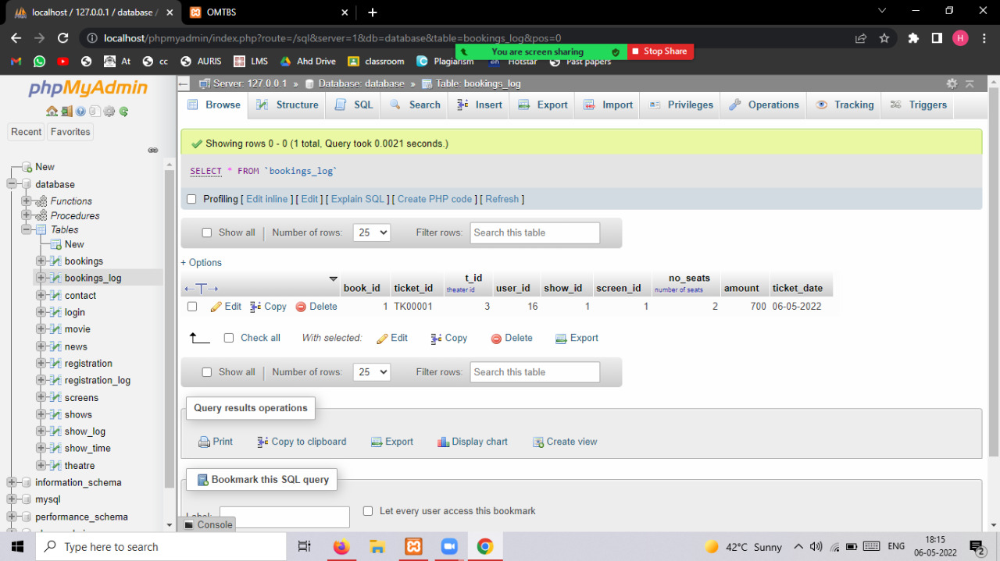 localhost / 127.0.0.1 / database /
OMTBS
localhost/phpmyadmin/index.php?route=/sql&server=1&db=database&table=bookings_log&pos=0
H
You are screen sharing
Stop Share
At
cc
AURIS
LMS
Ahd Drive
classroom
Plagiarism
Hotstar
Past papers
phpMyAdmin
Server: 127.0.0.1 » Database: database » Table: bookings_log
Browse Structure SQL Search Insert Export Import Privileges Operations Tracking Triggers
Recent Favorites
New
database
Functions
Procedures
Tables
New
bookings
bookings_log
contact
login
movie
news
registration
registration_log
screens
shows
show_log
show_time
theatre
information_schema
mysql
performance_schema
Showing rows 0 - 0 (1 total, Query took 0.0021 seconds.)
SELECT * FROM `bookings_log`
Profiling [ Edit inline ] [ Edit ] [ Explain SQL ] [ Create PHP code ] [ Refresh ]
Show all Number of rows: 25 Filter rows: Search this table
+ Options
←T→ book_id ticket_id t_id user_id show_id screen_id no_seats amount ticket_date
theater id number of seats
Edit Copy Delete 1 TK00001 3 16 1 1 2 700 06-05-2022
Check all With selected: Edit Copy Delete Export
Show all Number of rows: 25 Filter rows: Search this table
Query results operations
Print Copy to clipboard Export Display chart Create view
Bookmark this SQL query
Label: Let every user access this bookmark
Console
Type here to search
42°C Sunny
ENG
18:15
06-05-2022
2